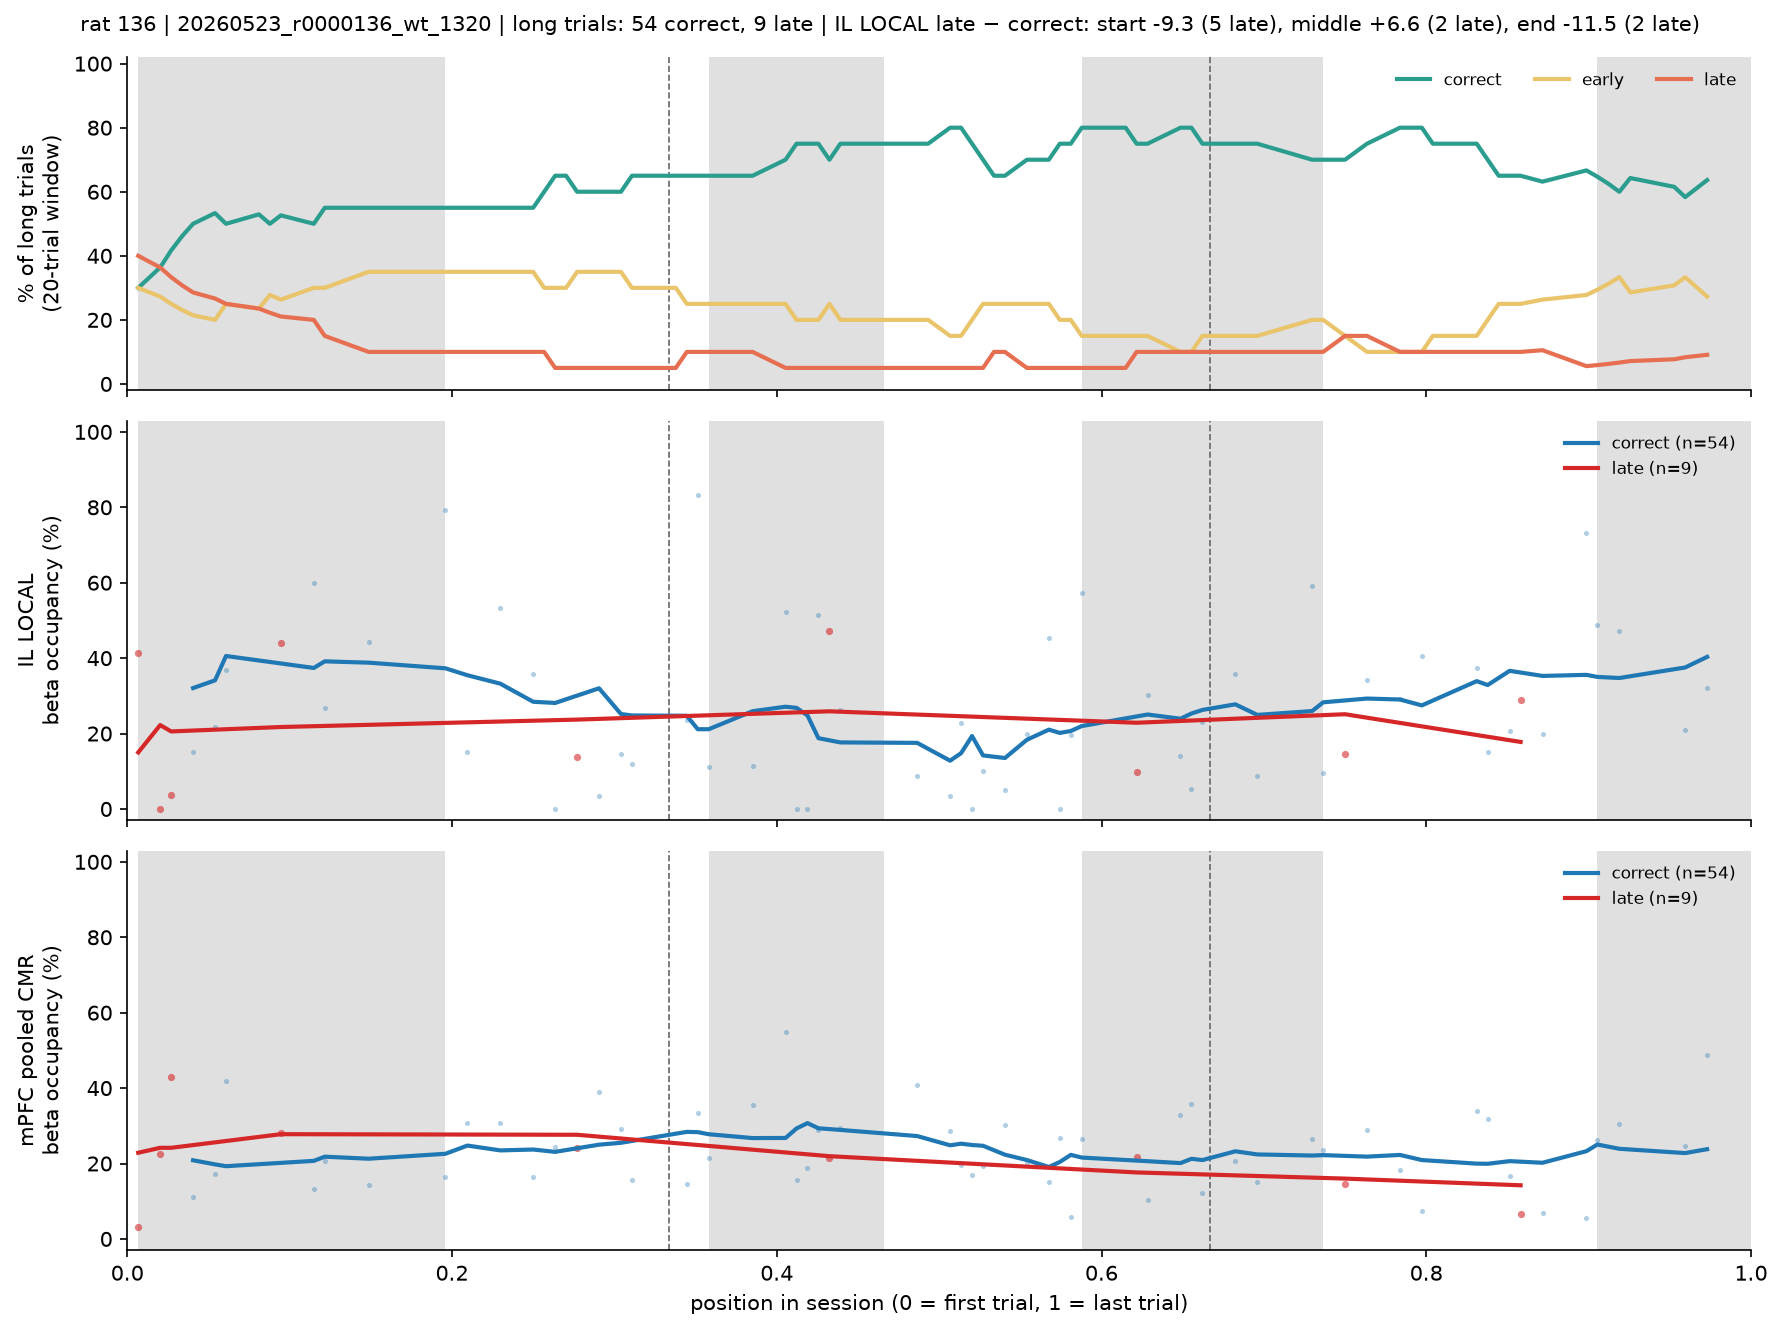 rat 136 | 20260523_r0000136_wt_1320 | long trials: 54 correct, 9 late | IL LOCAL late − correct: start -9.3 (5 late), middle +6.6 (2 late), end -11.5 (2 late)
100
80
60
40
20
0
% of long trials
(20-trial window)
correct
early
late
100
80
60
40
20
0
IL LOCAL
beta occupancy (%)
correct (n=54)
late (n=9)
100
80
60
40
20
0
mPFC pooled CMR
beta occupancy (%)
correct (n=54)
late (n=9)
0.0
0.2
0.4
0.6
0.8
1.0
position in session (0 = first trial, 1 = last trial)